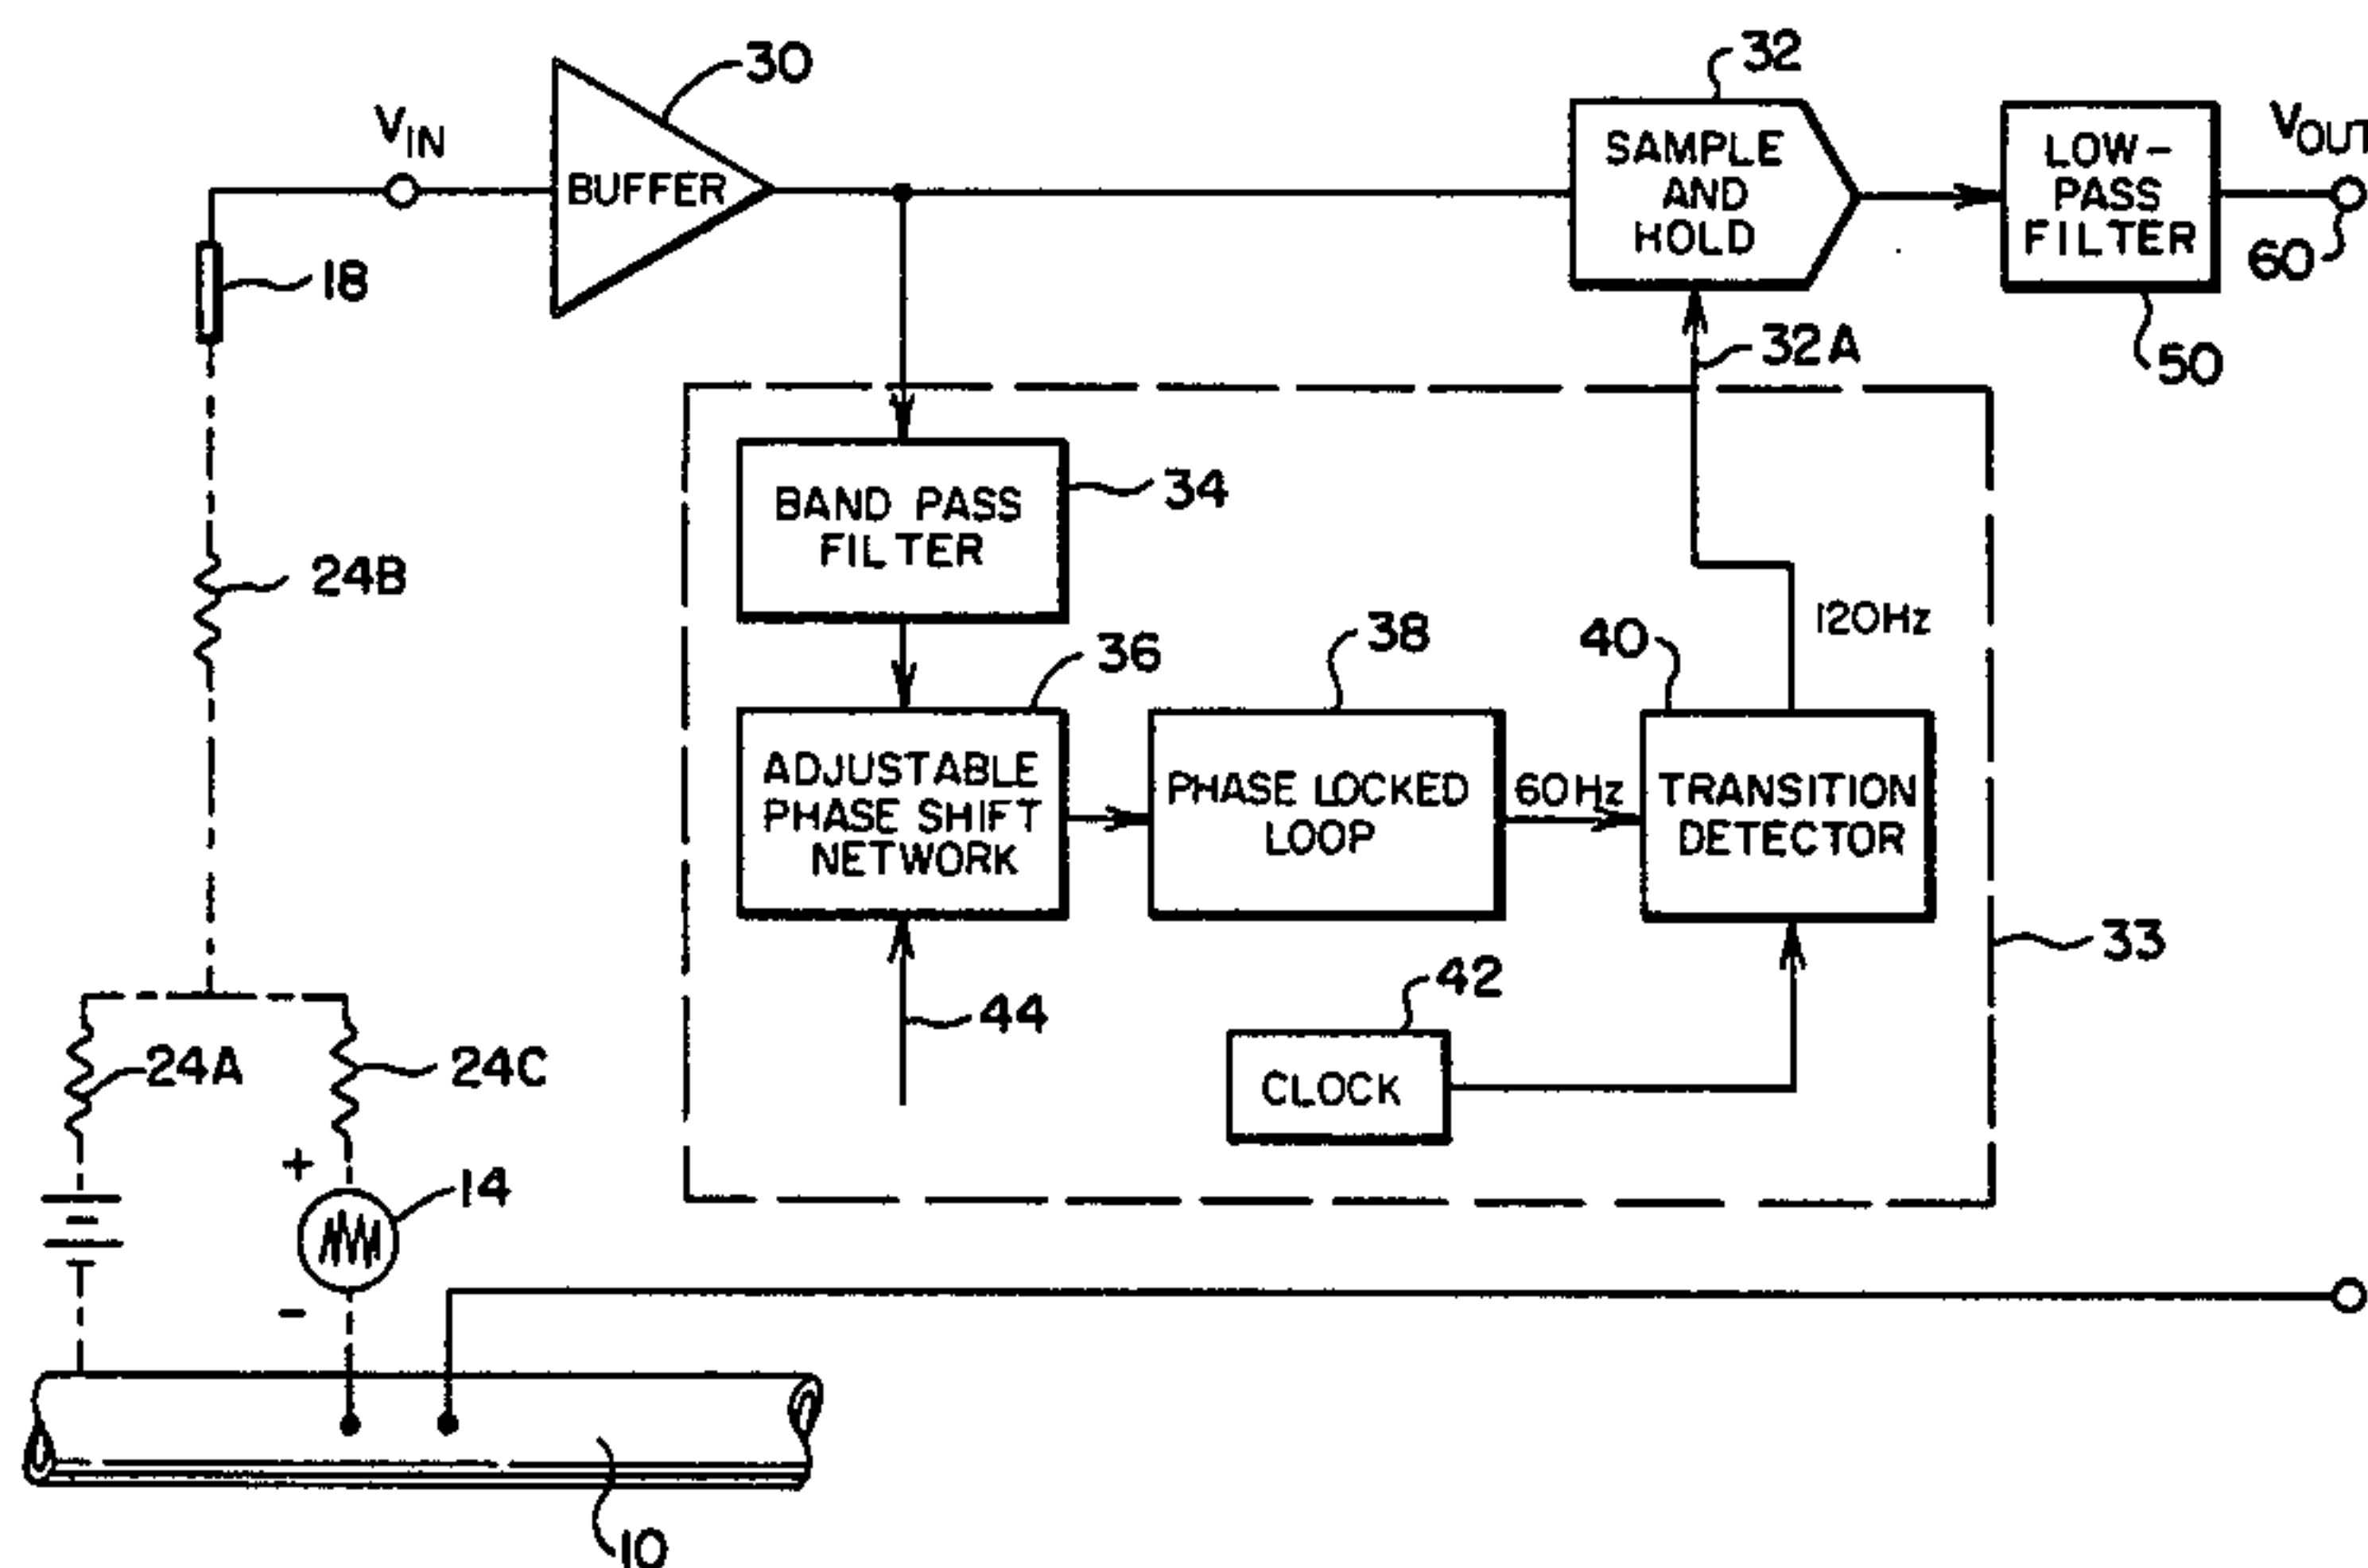 30
32
VIN
VOUT
BUFFER
SAMPLE
AND
HOLD
LOW-
PASS
FILTER
60
18
32A
50
BAND PASS
FILTER
34
24B
36
38
40
120Hz
ADJUSTABLE
PHASE SHIFT
NETWORK
PHASE LOCKED
LOOP
60Hz
TRANSITION
DETECTOR
33
42
44
24A
24C
CLOCK
+
14
-
10